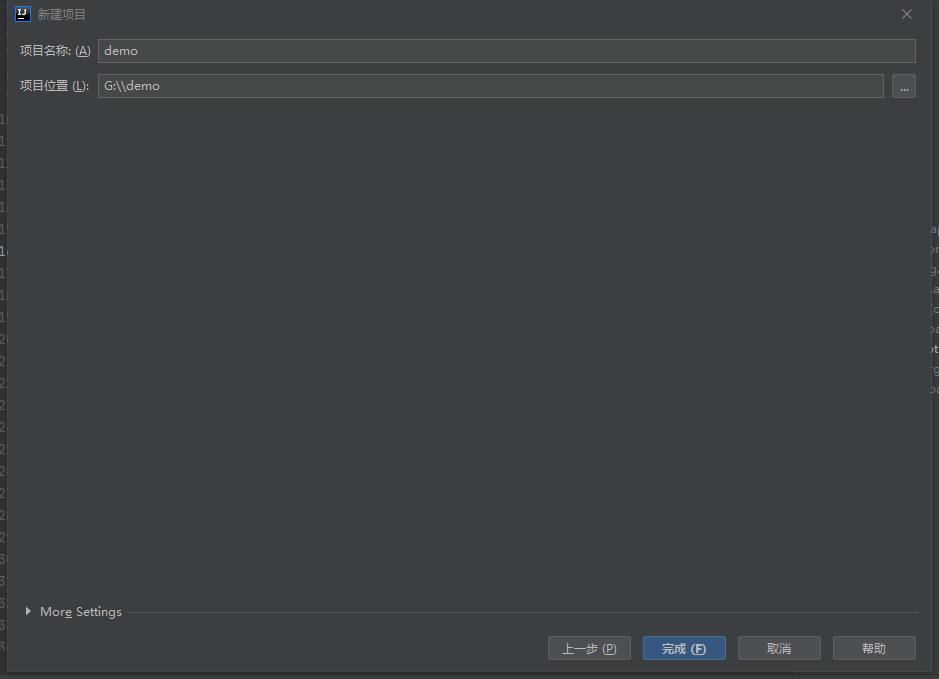 新建项目
项目名称: (A) demo
项目位置 (L): G:\\demo
...
More Settings
上一步 (P) 完成 (F) 取消 帮助